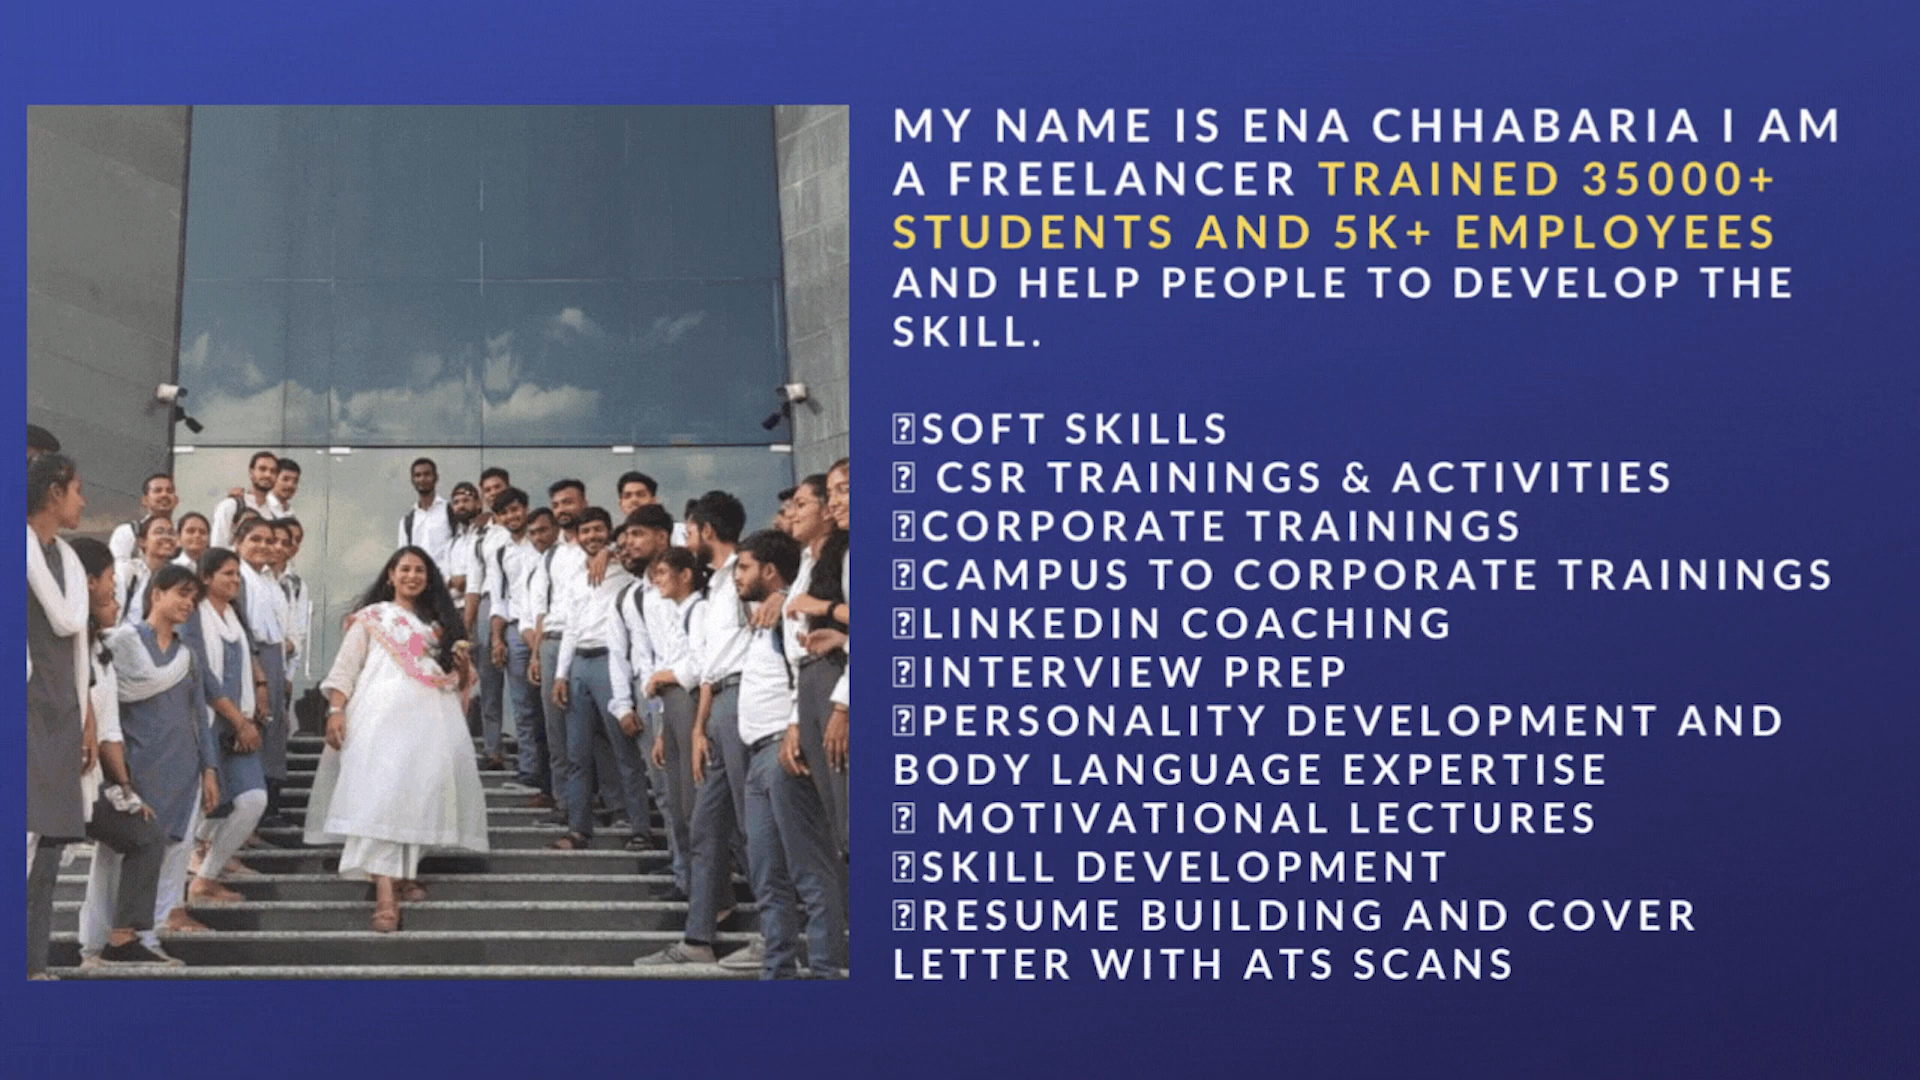 MY NAME IS ENA CHHABARIA I AM
A FREELANCER TRAINED 35000+
STUDENTS AND 5K+ EMPLOYEES
AND HELP PEOPLE TO DEVELOP THE
SKILL.
⍰SOFT SKILLS
⍰ CSR TRAININGS & ACTIVITIES
⍰CORPORATE TRAININGS
⍰CAMPUS TO CORPORATE TRAININGS
⍰LINKEDIN COACHING
⍰INTERVIEW PREP
⍰PERSONALITY DEVELOPMENT AND
BODY LANGUAGE EXPERTISE
⍰ MOTIVATIONAL LECTURES
⍰SKILL DEVELOPMENT
⍰RESUME BUILDING AND COVER
LETTER WITH ATS SCANS